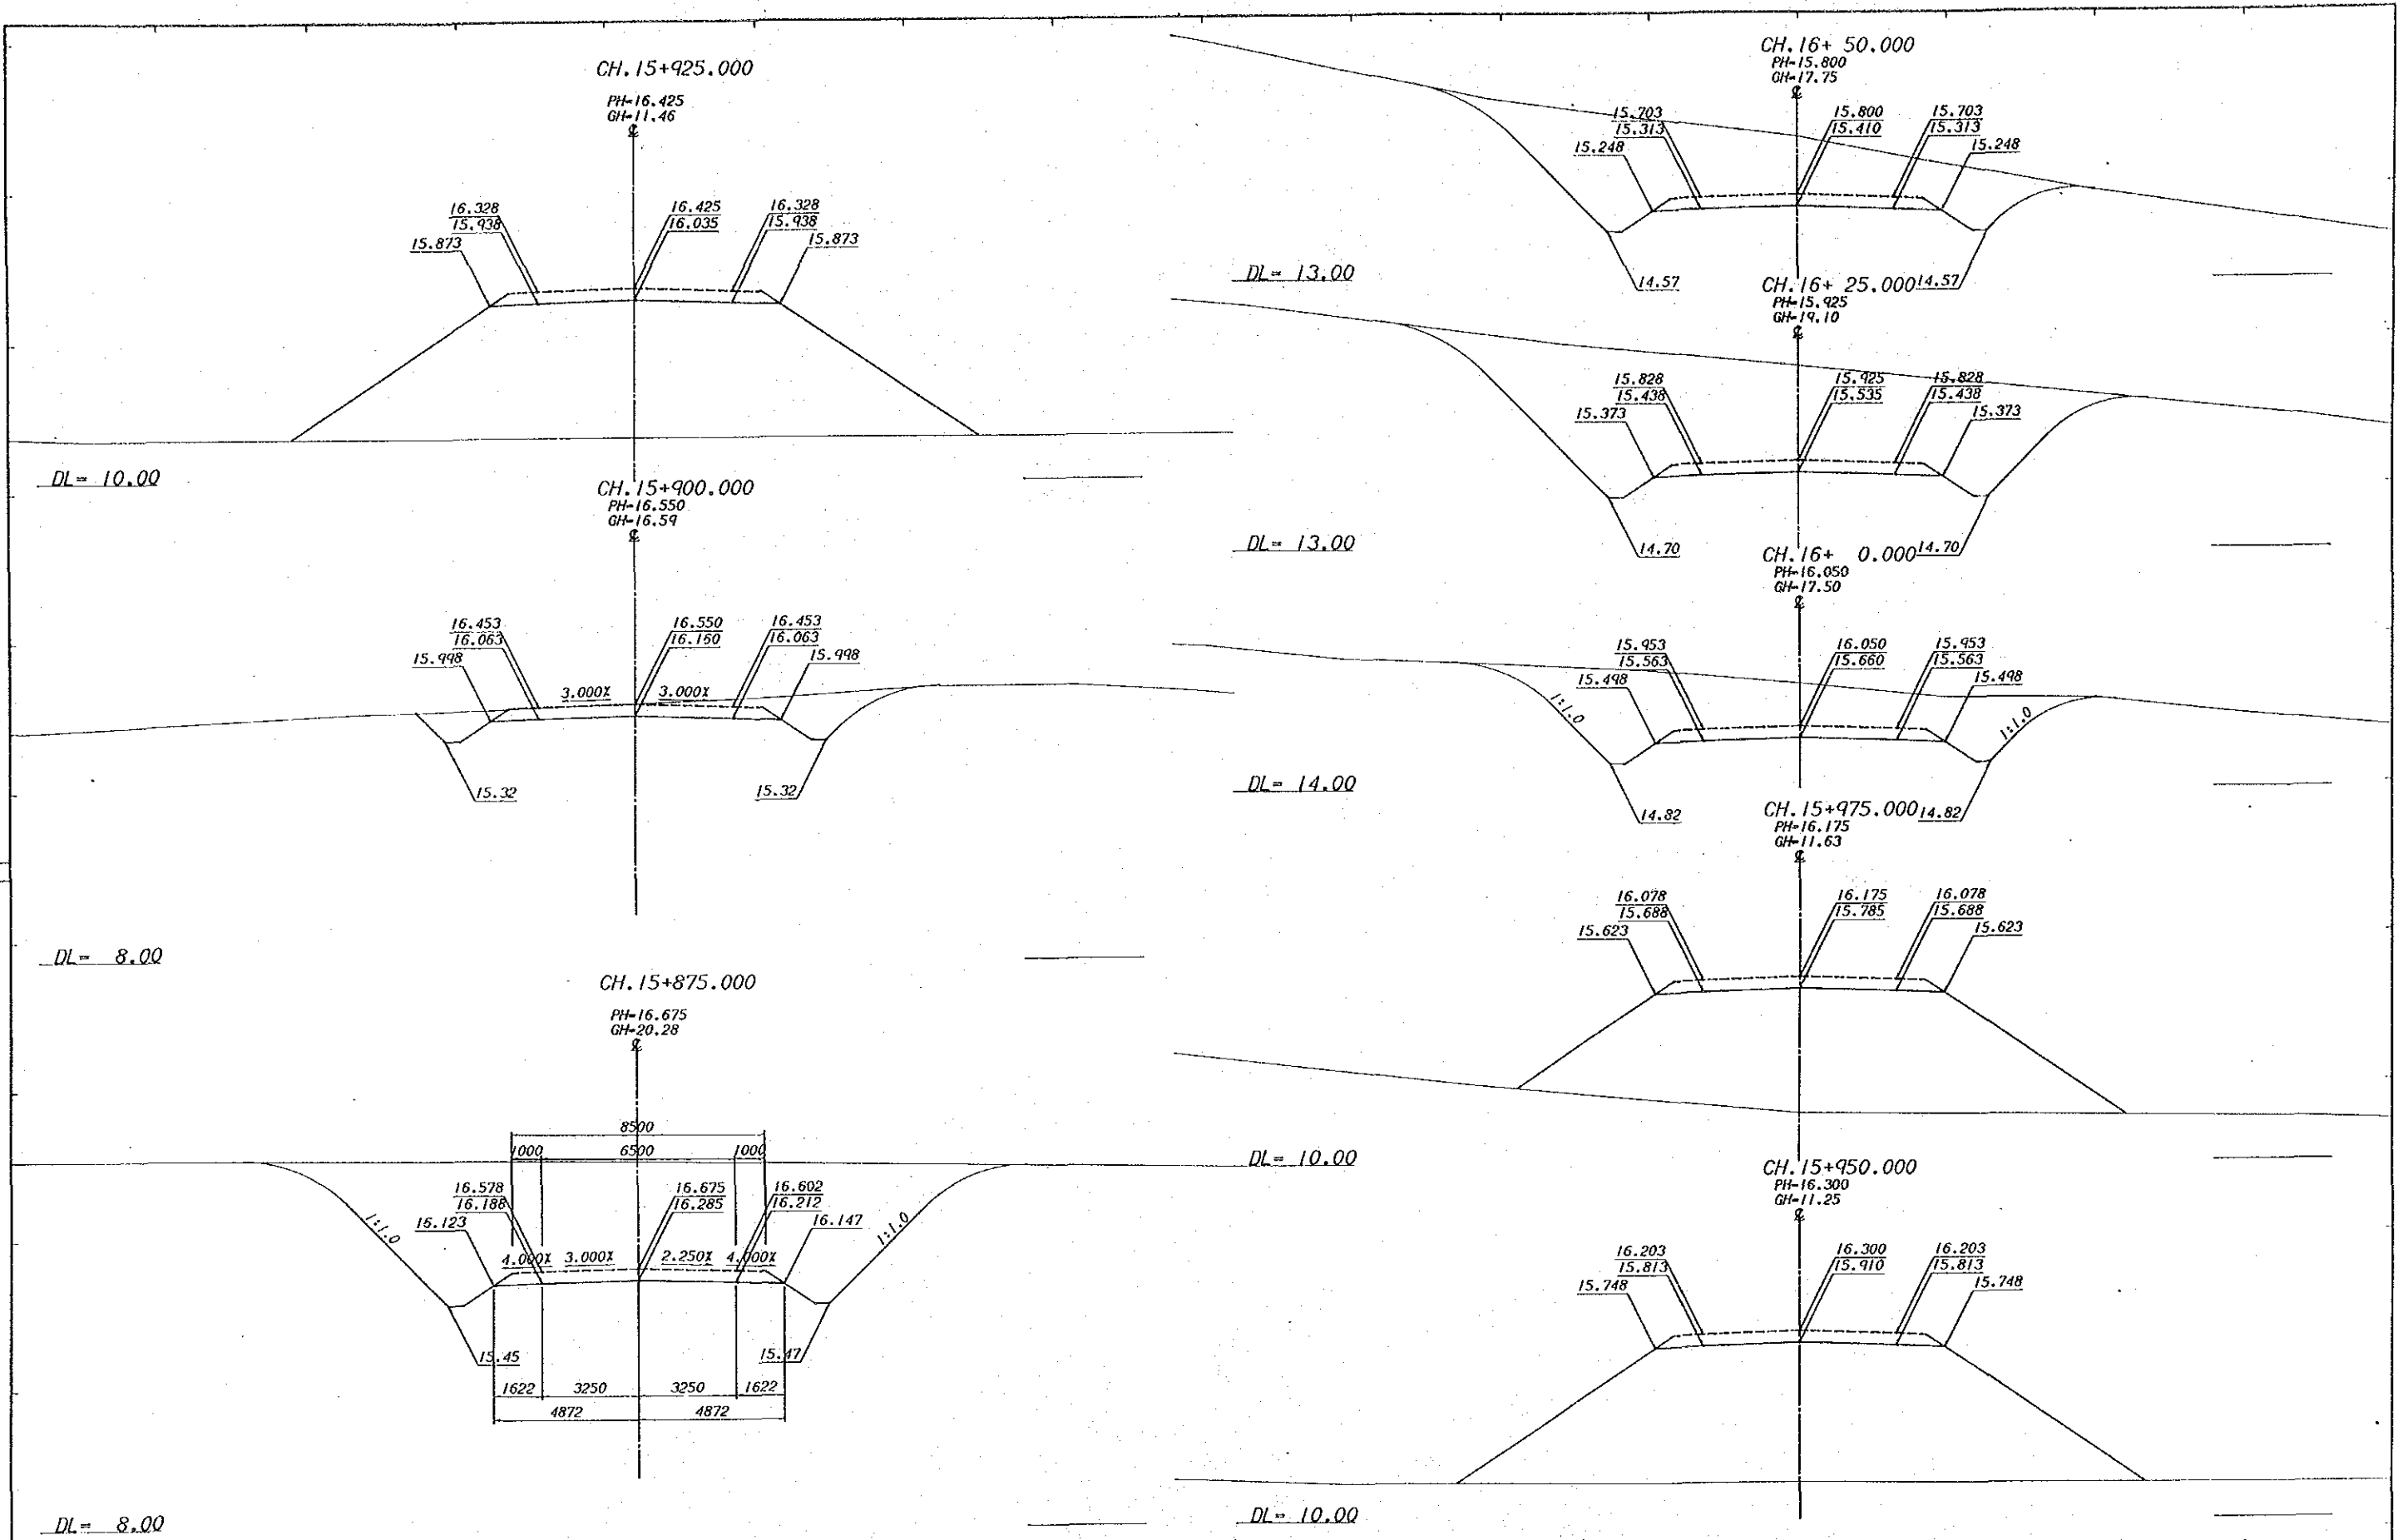 CH.15+925.000
PH=16.425
GH=11.46
℄
16.328 16.425 16.328
15.938 16.035 15.938
15.873 15.873
DL= 10.00
CH.15+900.000
PH=16.550
GH=16.59
℄
16.453 16.550 16.453
16.063 16.160 16.063
15.998 15.998
3.000% 3.000%
15.32 15.32
DL= 8.00
CH.15+875.000
PH=16.675
GH=20.28
℄
8500
1000 6500 1000
16.578 16.675 16.602
16.188 16.285 16.212
16.123 16.147
1:1.0 1:1.0
4.000% 3.000% 2.250% 4.000%
15.45 15.47
1622 3250 3250 1622
4872 4872
DL= 8.00
CH.16+ 50.000
PH=15.800
GH=17.75
℄
15.703 15.800 15.703
15.313 15.410 15.313
15.248 15.248
DL= 13.00
14.57 14.57
CH.16+ 25.000
PH=15.925
GH=19.10
℄
15.828 15.925 15.828
15.438 15.535 15.438
15.373 15.373
DL= 13.00
14.70 14.70
CH.16+ 0.000
PH=16.050
GH=17.50
℄
15.953 16.050 15.953
15.563 15.660 15.563
15.498 15.498
1:1.0 1:1.0
DL= 14.00
14.82 14.82
CH.15+975.000
PH=16.175
GH=11.63
℄
16.078 16.175 16.078
15.688 15.785 15.688
15.623 15.623
DL= 10.00
CH.15+950.000
PH=16.300
GH=11.25
℄
16.203 16.300 16.203
15.813 15.910 15.813
15.748 15.748
DL= 10.00